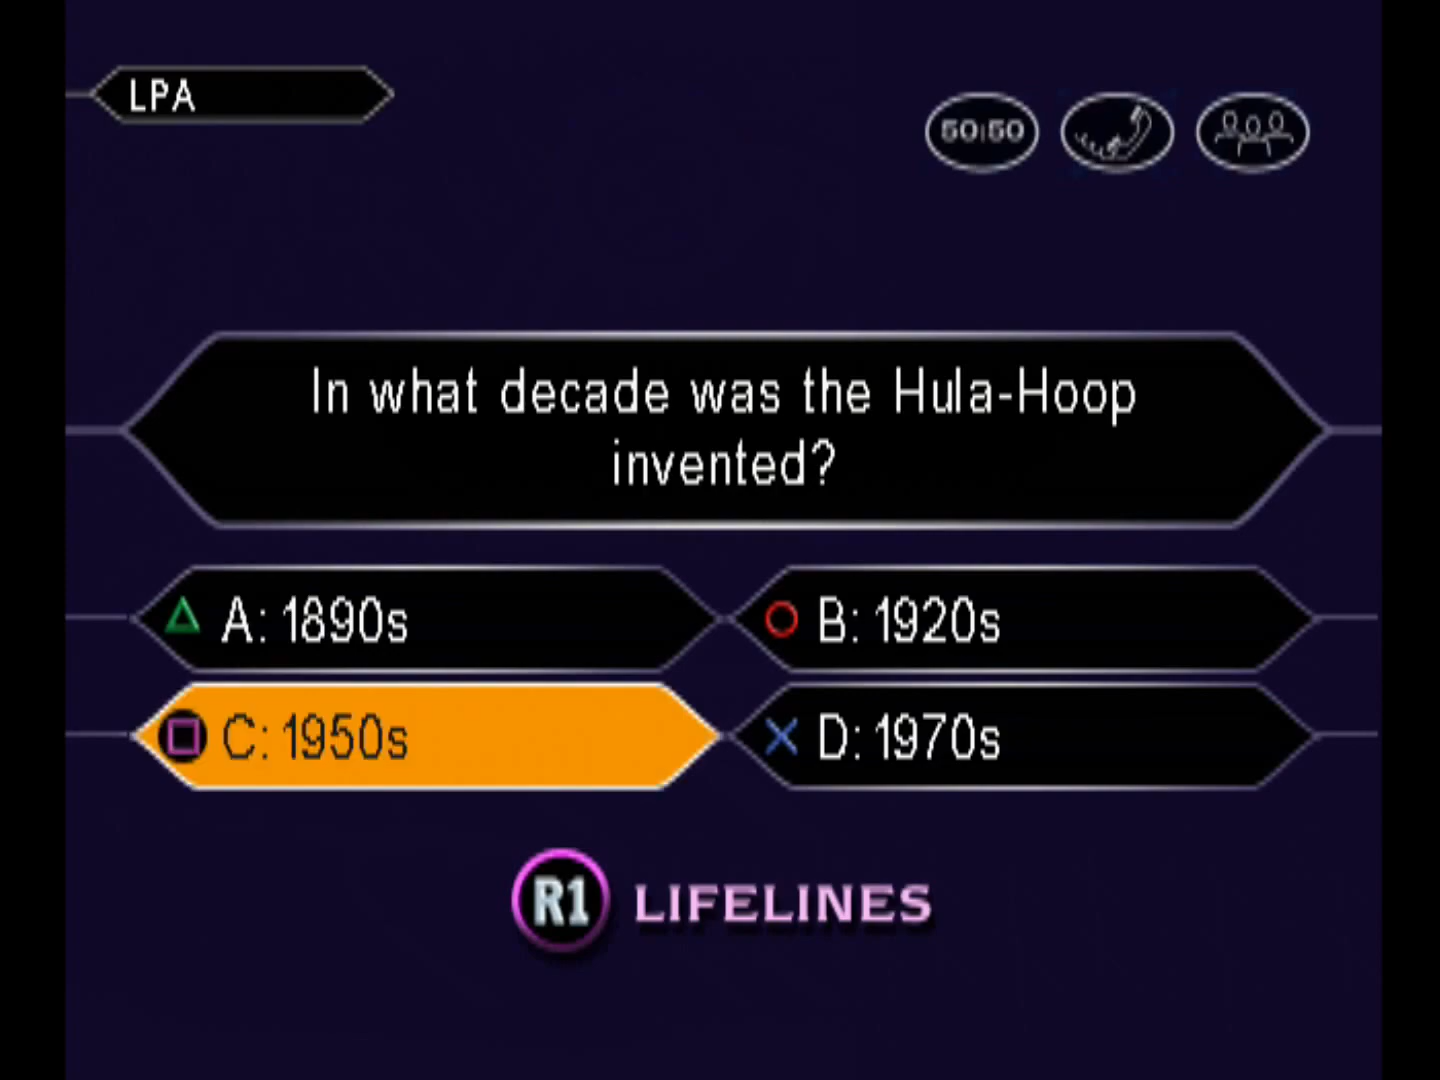 LPA
50:50
In what decade was the Hula-Hoop
invented?
A: 1890s
B: 1920s
C: 1950s
D: 1970s
R1 LIFELINES